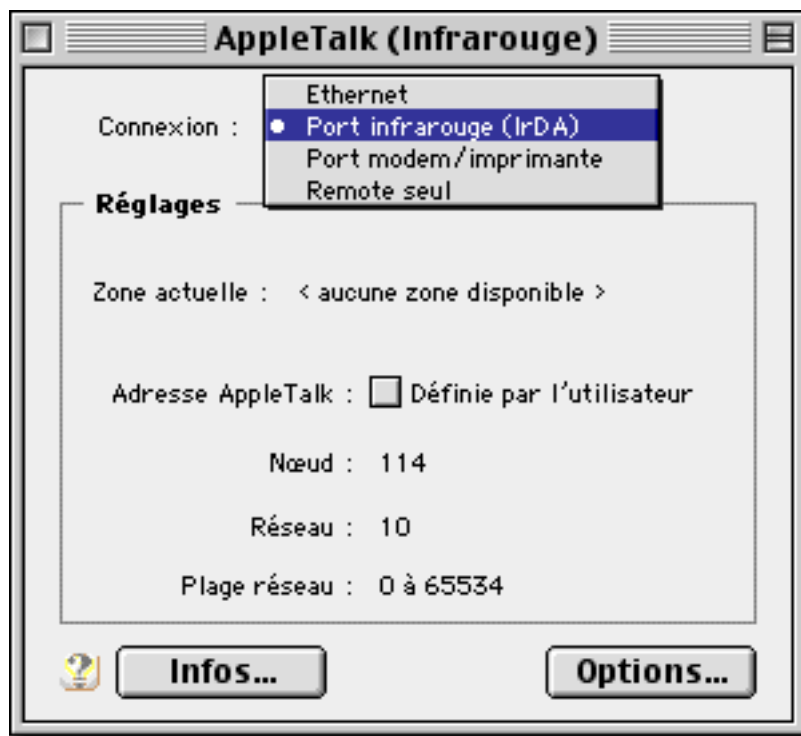 AppleTalk (Infrarouge)
Ethernet
Connexion : Port infrarouge (IrDA)
Port modem/imprimante
Remote seul
Réglages
Zone actuelle : < aucune zone disponible >
Adresse AppleTalk : Définie par l'utilisateur
Nœud : 114
Réseau : 10
Plage réseau : 0 à 65534
Infos... Options...